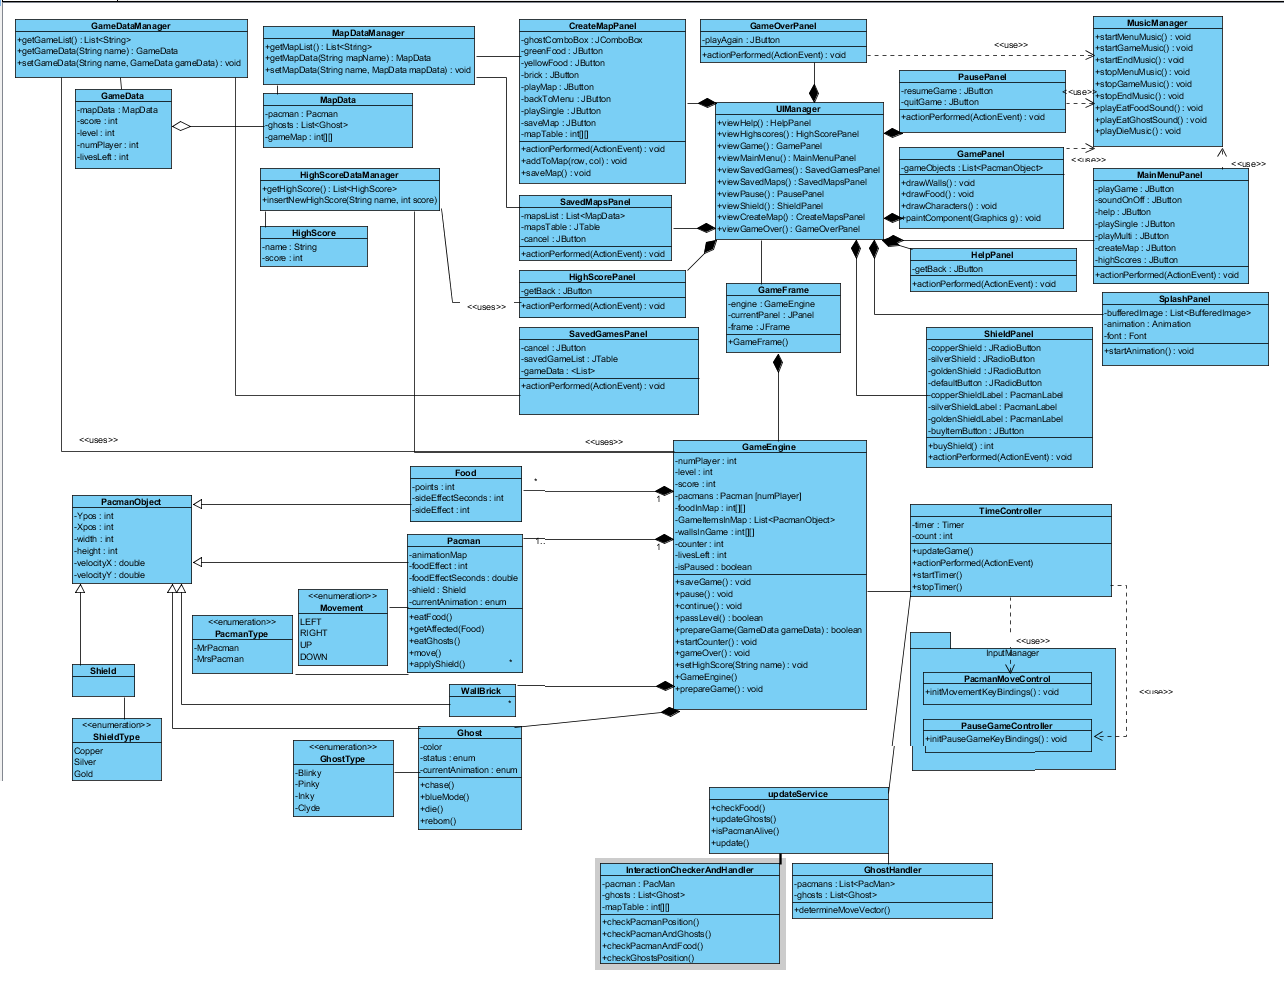 GameDataManager
+getGameList() : List<String>
+getGameData(String name) : GameData
+setGameData(String name, GameData gameData) : void
GameData
-mapData : MapData
-score : int
-level : int
-numPlayer : int
-livesLeft : int
MapDataManager
+getMapList() : List<String>
+getMapData(String mapName) : MapData
+setMapData(String name, MapData mapData) : void
MapData
-pacman : Pacman
-ghosts : List<Ghost>
-gameMap : int[][]
HighScoreDataManager
+getHighScore() : List<HighScore>
+insertNewHighScore(String name, int score)
HighScore
-name : String
-score : int
CreateMapPanel
-ghostComboBox : JComboBox
-greenFood : JButton
-yellowFood : JButton
-brick : JButton
-playMap : JButton
-backToMenu : JButton
-playSingle : JButton
-saveMap : JButton
-mapTable : int[][]
+actionPerformed(ActionEvent) : void
+addToMap(row, col) : void
+saveMap() : void
SavedMapsPanel
-mapsList : List<MapData>
-mapsTable : JTable
-cancel : JButton
+actionPerformed(ActionEvent) : void
HighScorePanel
-getBack : JButton
+actionPerformed(ActionEvent) : void
<<uses>>
SavedGamesPanel
-cancel : JButton
-savedGameList : JTable
-gameData : <List>
+actionPerformed(ActionEvent) : void
GameOverPanel
-playAgain : JButton
+actionPerformed(ActionEvent) : void
<<use>>
UIManager
+viewHelp() : HelpPanel
+viewHighscores() : HighScorePanel
+viewGame() : GamePanel
+viewMainMenu() : MainMenuPanel
+viewSavedGames() : SavedGamesPanel
+viewSavedMaps() : SavedMapsPanel
+viewPause() : PausePanel
+viewShield() : ShieldPanel
+viewCreateMap() : CreateMapsPanel
+viewGameOver() : GameOverPanel
PausePanel
-resumeGame : JButton
-quitGame : JButton
+actionPerformed(ActionEvent) : void
<<use>>
GamePanel
-gameObjects : List<PacmanObject>
+drawWalls() : void
+drawFood() : void
+drawCharacters() : void
+paintComponent(Graphics g) : void
<<use>>
MusicManager
+startMenuMusic() : void
+startGameMusic() : void
+startEndMusic() : void
+stopMenuMusic() : void
+stopGameMusic() : void
+stopEndMusic() : void
+playEatFoodSound() : void
+playEatGhostSound() : void
+playDieMusic() : void
<<use>>
MainMenuPanel
-playGame : JButton
-soundOnOff : JButton
-help : JButton
-playSingle : JButton
-playMulti : JButton
-createMap : JButton
-highScores : JButton
+actionPerformed(ActionEvent) : void
HelpPanel
-getBack : JButton
+actionPerformed(ActionEvent) : void
SplashPanel
-bufferedImage : List<BufferedImage>
-animation : Animation
-font : Font
+startAnimation() : void
GameFrame
-engine : GameEngine
-currentPanel : JPanel
-frame : JFrame
+GameFrame()
ShieldPanel
-copperShield : JRadioButton
-silverShield : JRadioButton
-goldenShield : JRadioButton
-defaultButton : JRadioButton
-copperShieldLabel : PacmanLabel
-silverShieldLabel : PacmanLabel
-goldenShieldLabel : PacmanLabel
-buyItemButton : JButton
+buyShield() : int
+actionPerformed(ActionEvent) : void
<<uses>>
<<uses>>
GameEngine
-numPlayer : int
-level : int
-score : int
-pacmans : Pacman [numPlayer]
-foodInMap : int[][]
-GameItemsInMap : List<PacmanObject>
-wallsInGame : int[][]
-counter : int
-livesLeft : int
-isPaused : boolean
+saveGame() : void
+pause() : void
+continue() : void
+passLevel() : boolean
+prepareGame(GameData gameData) : boolean
+startCounter() : void
+gameOver() : void
+setHighScore(String name) : void
+GameEngine()
+prepareGame() : void
Food
-points : int
-sideEffectSeconds : int
-sideEffect : int
*
1
PacmanObject
-Ypos : int
-Xpos : int
-width : int
-height : int
-velocityX : double
-velocityY : double
Pacman
-animationMap
-foodEffect : int
-foodEffectSeconds : double
-shield : Shield
-currentAnimation : enum
+eatFood()
+getAffected(Food)
+eatGhosts()
+move()
+applyShield()
*
1..
1
<<enumeration>>
Movement
LEFT
RIGHT
UP
DOWN
<<enumeration>>
PacmanType
-MrPacman
-MrsPacman
Shield
<<enumeration>>
ShieldType
Copper
Silver
Gold
WallBrick
*
Ghost
-color
-status : enum
-currentAnimation : enum
+chase()
+blueMode()
+die()
+reborn()
<<enumeration>>
GhostType
-Blinky
-Pinky
-Inky
-Clyde
TimeController
-timer : Timer
-count : int
+updateGame()
+actionPerformed(ActionEvent)
+startTimer()
+stopTimer()
<<use>>
InputManager
PacmanMoveControl
+initMovementKeyBindings() : void
PauseGameController
+initPauseGameKeyBindings() : void
<<use>>
updateService
+checkFood()
+updateGhosts()
+isPacmanAlive()
+update()
InteractionCheckerAndHandler
-pacman : PacMan
-ghosts : List<Ghost>
-mapTable : int[][]
+checkPacmanPosition()
+checkPacmanAndGhosts()
+checkPacmanAndFood()
+checkGhostsPosition()
GhostHandler
-pacmans : List<PacMan>
-ghosts : List<Ghost>
+determineMoveVector()